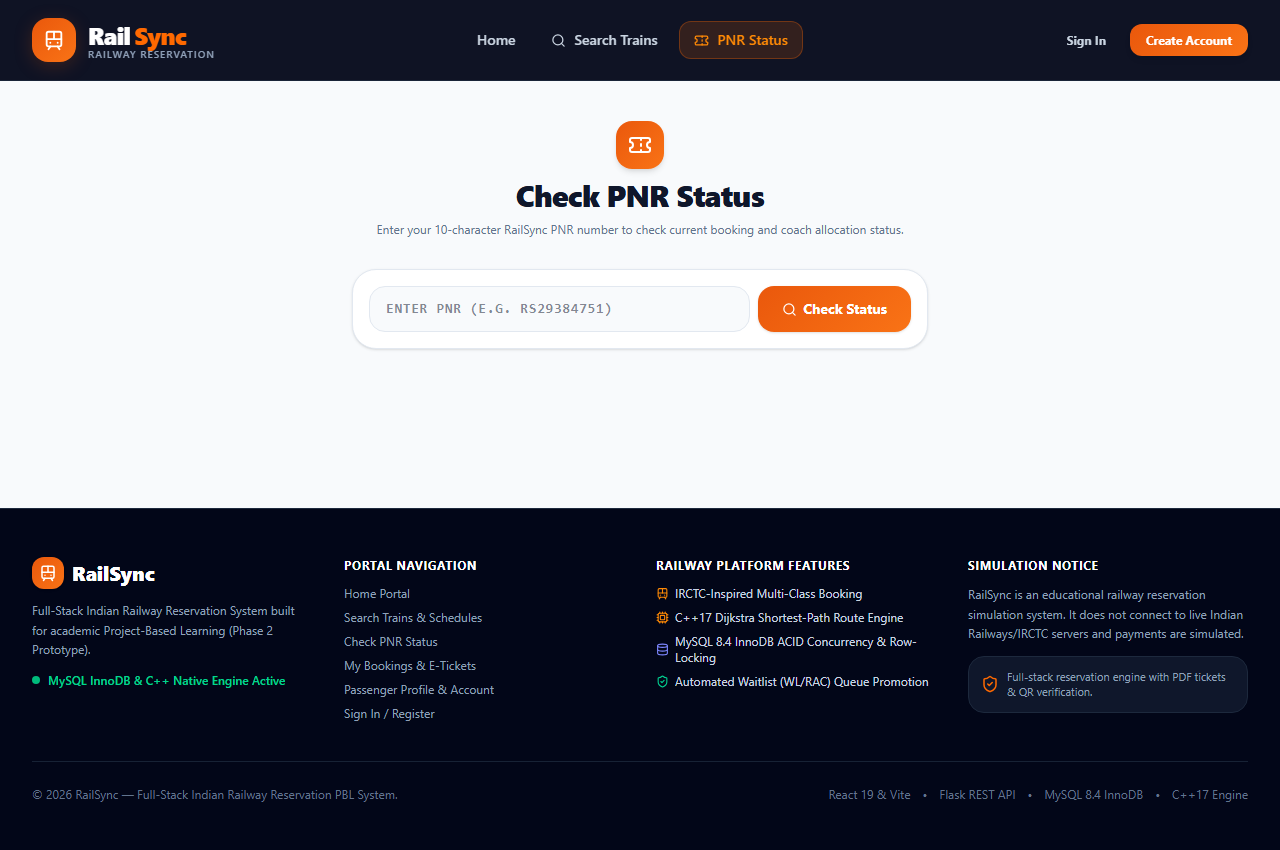 Rail Sync
RAILWAY RESERVATION
Home
Search Trains
PNR Status
Sign In
Create Account
Check PNR Status
Enter your 10-character RailSync PNR number to check current booking and coach allocation status.
ENTER PNR (E.G. RS29384751)
Check Status
RailSync
Full-Stack Indian Railway Reservation System built
for academic Project-Based Learning (Phase 2
Prototype).
MySQL InnoDB & C++ Native Engine Active
PORTAL NAVIGATION
Home Portal
Search Trains & Schedules
Check PNR Status
My Bookings & E-Tickets
Passenger Profile & Account
Sign In / Register
RAILWAY PLATFORM FEATURES
IRCTC-Inspired Multi-Class Booking
C++17 Dijkstra Shortest-Path Route Engine
MySQL 8.4 InnoDB ACID Concurrency & Row-
Locking
Automated Waitlist (WL/RAC) Queue Promotion
SIMULATION NOTICE
RailSync is an educational railway reservation
simulation system. It does not connect to live Indian
Railways/IRCTC servers and payments are simulated.
Full-stack reservation engine with PDF tickets
& QR verification.
© 2026 RailSync — Full-Stack Indian Railway Reservation PBL System.
React 19 & Vite • Flask REST API • MySQL 8.4 InnoDB • C++17 Engine